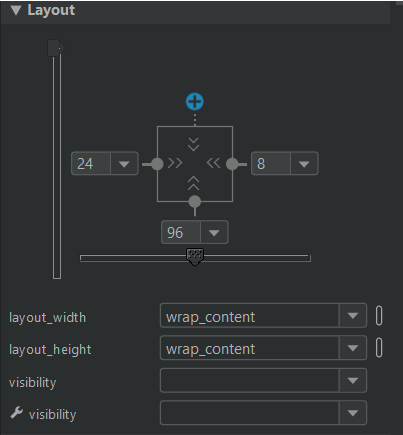 Layout
24
8
96
layout_width
wrap_content
layout_height
wrap_content
visibility
visibility